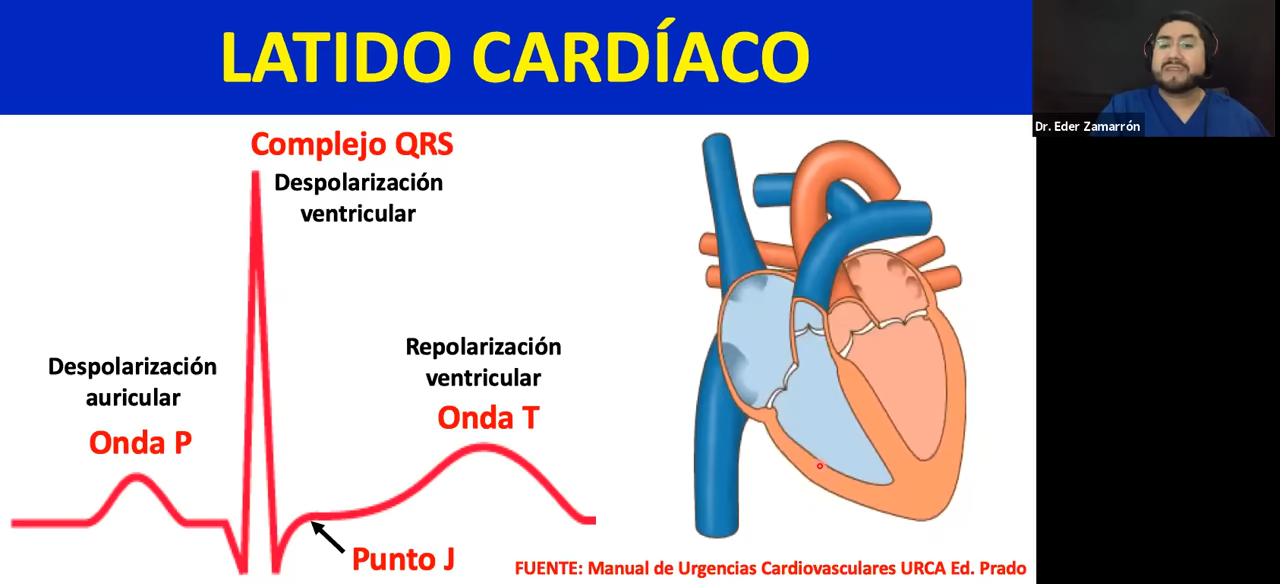 LATIDO CARDÍACO
Dr. Eder Zamarrón
Complejo QRS
Despolarización
ventricular
Despolarización
auricular
Onda P
Repolarización
ventricular
Onda T
Punto J
FUENTE: Manual de Urgencias Cardiovasculares URCA Ed. Prado